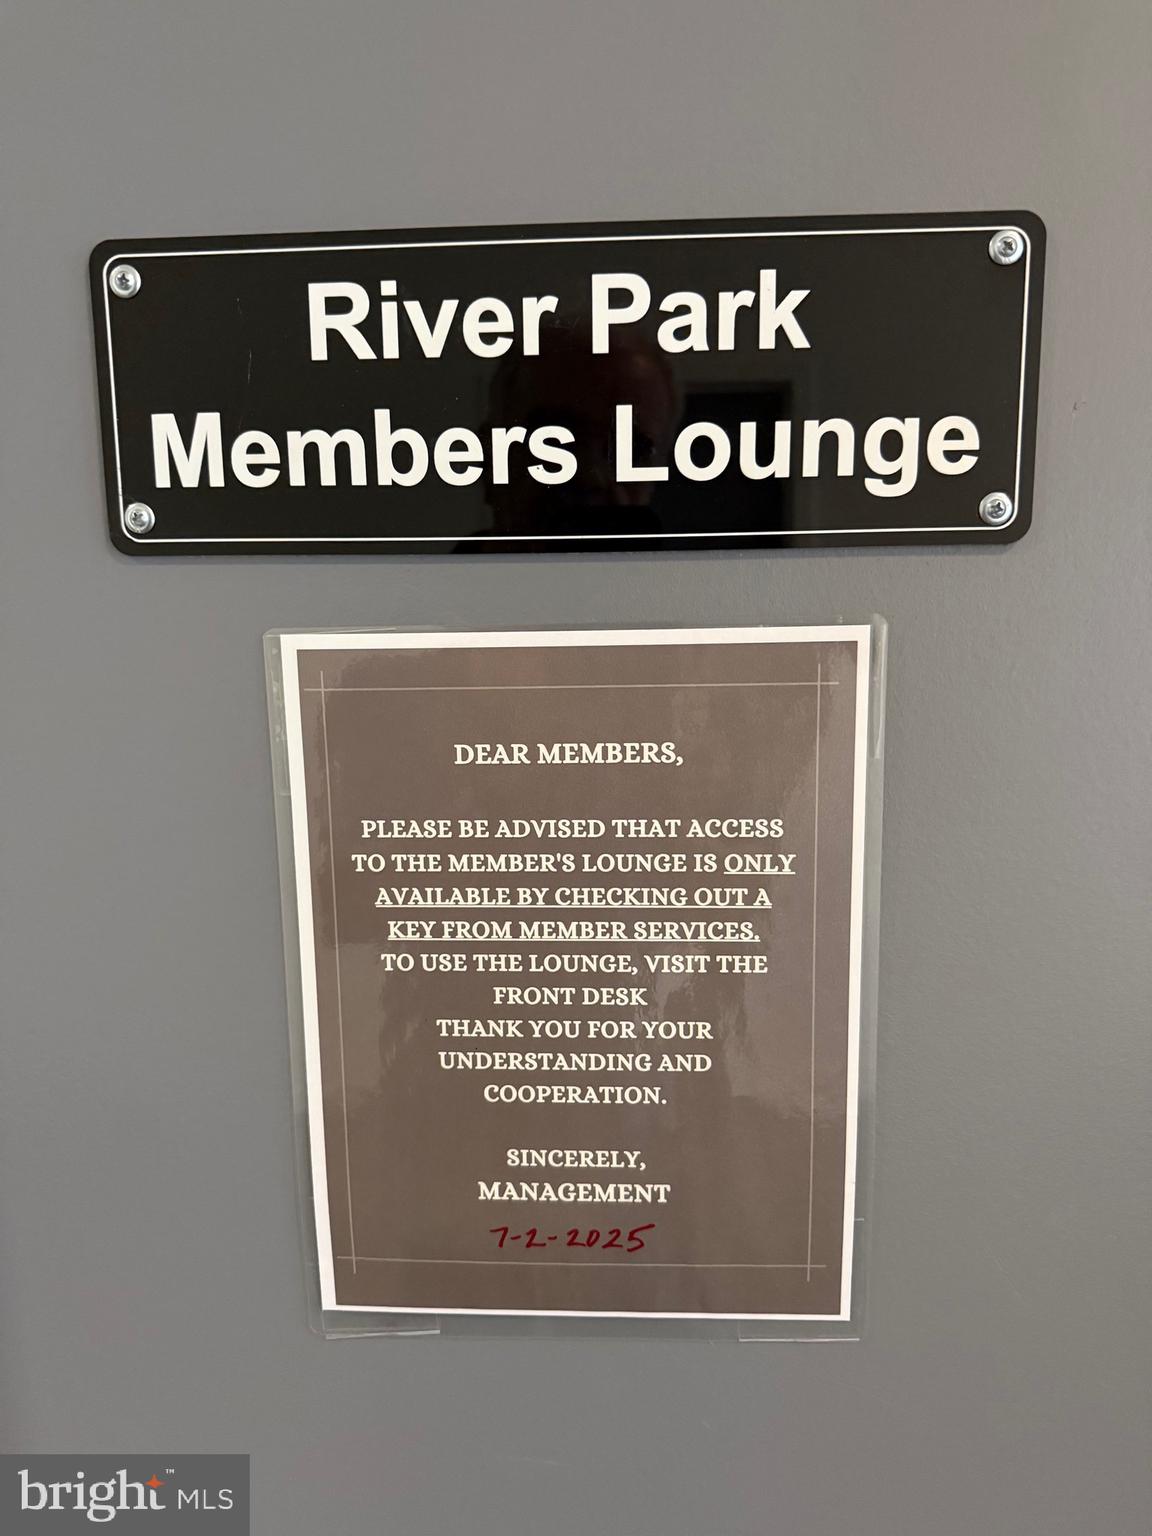 River Park
Members Lounge
DEAR MEMBERS,
PLEASE BE ADVISED THAT ACCESS
TO THE MEMBER'S LOUNGE IS ONLY
AVAILABLE BY CHECKING OUT A
KEY FROM MEMBER SERVICES.
TO USE THE LOUNGE, VISIT THE
FRONT DESK
THANK YOU FOR YOUR
UNDERSTANDING AND
COOPERATION.
SINCERELY,
MANAGEMENT
7-2-2025
bright™ MLS